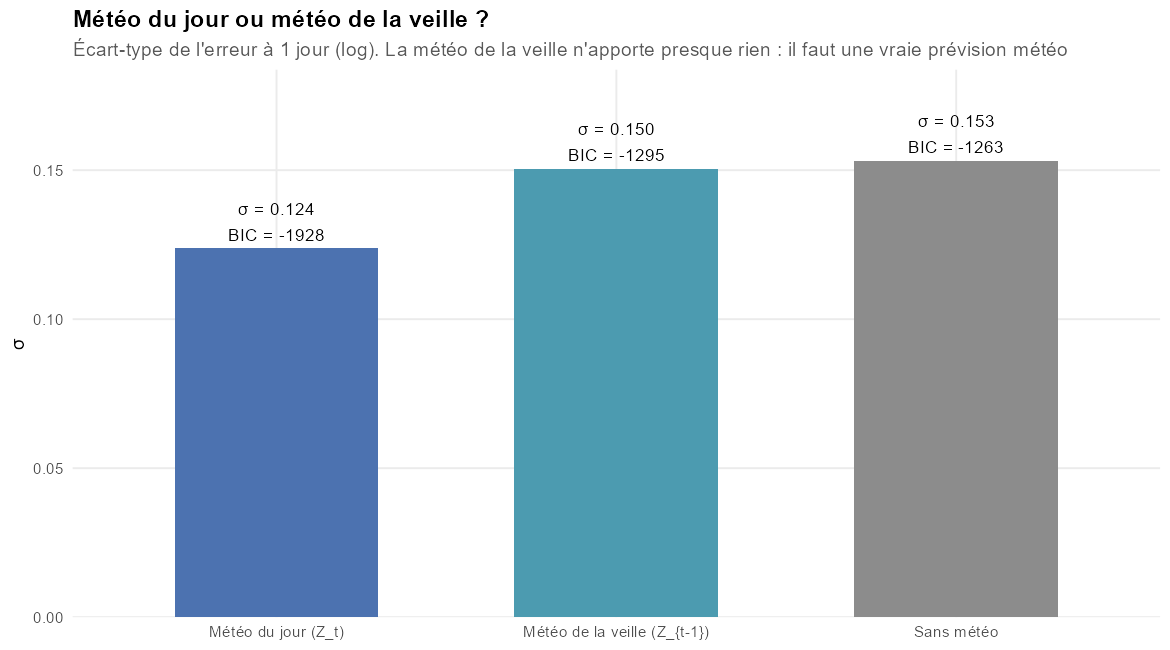 Météo du jour ou météo de la veille ?
Écart-type de l'erreur à 1 jour (log). La météo de la veille n'apporte presque rien : il faut une vraie prévision météo
σ = 0.124
BIC = -1928
σ = 0.150
BIC = -1295
σ = 0.153
BIC = -1263
σ
0.15
0.10
0.05
0.00
Météo du jour (Z_t)
Météo de la veille (Z_{t-1})
Sans météo